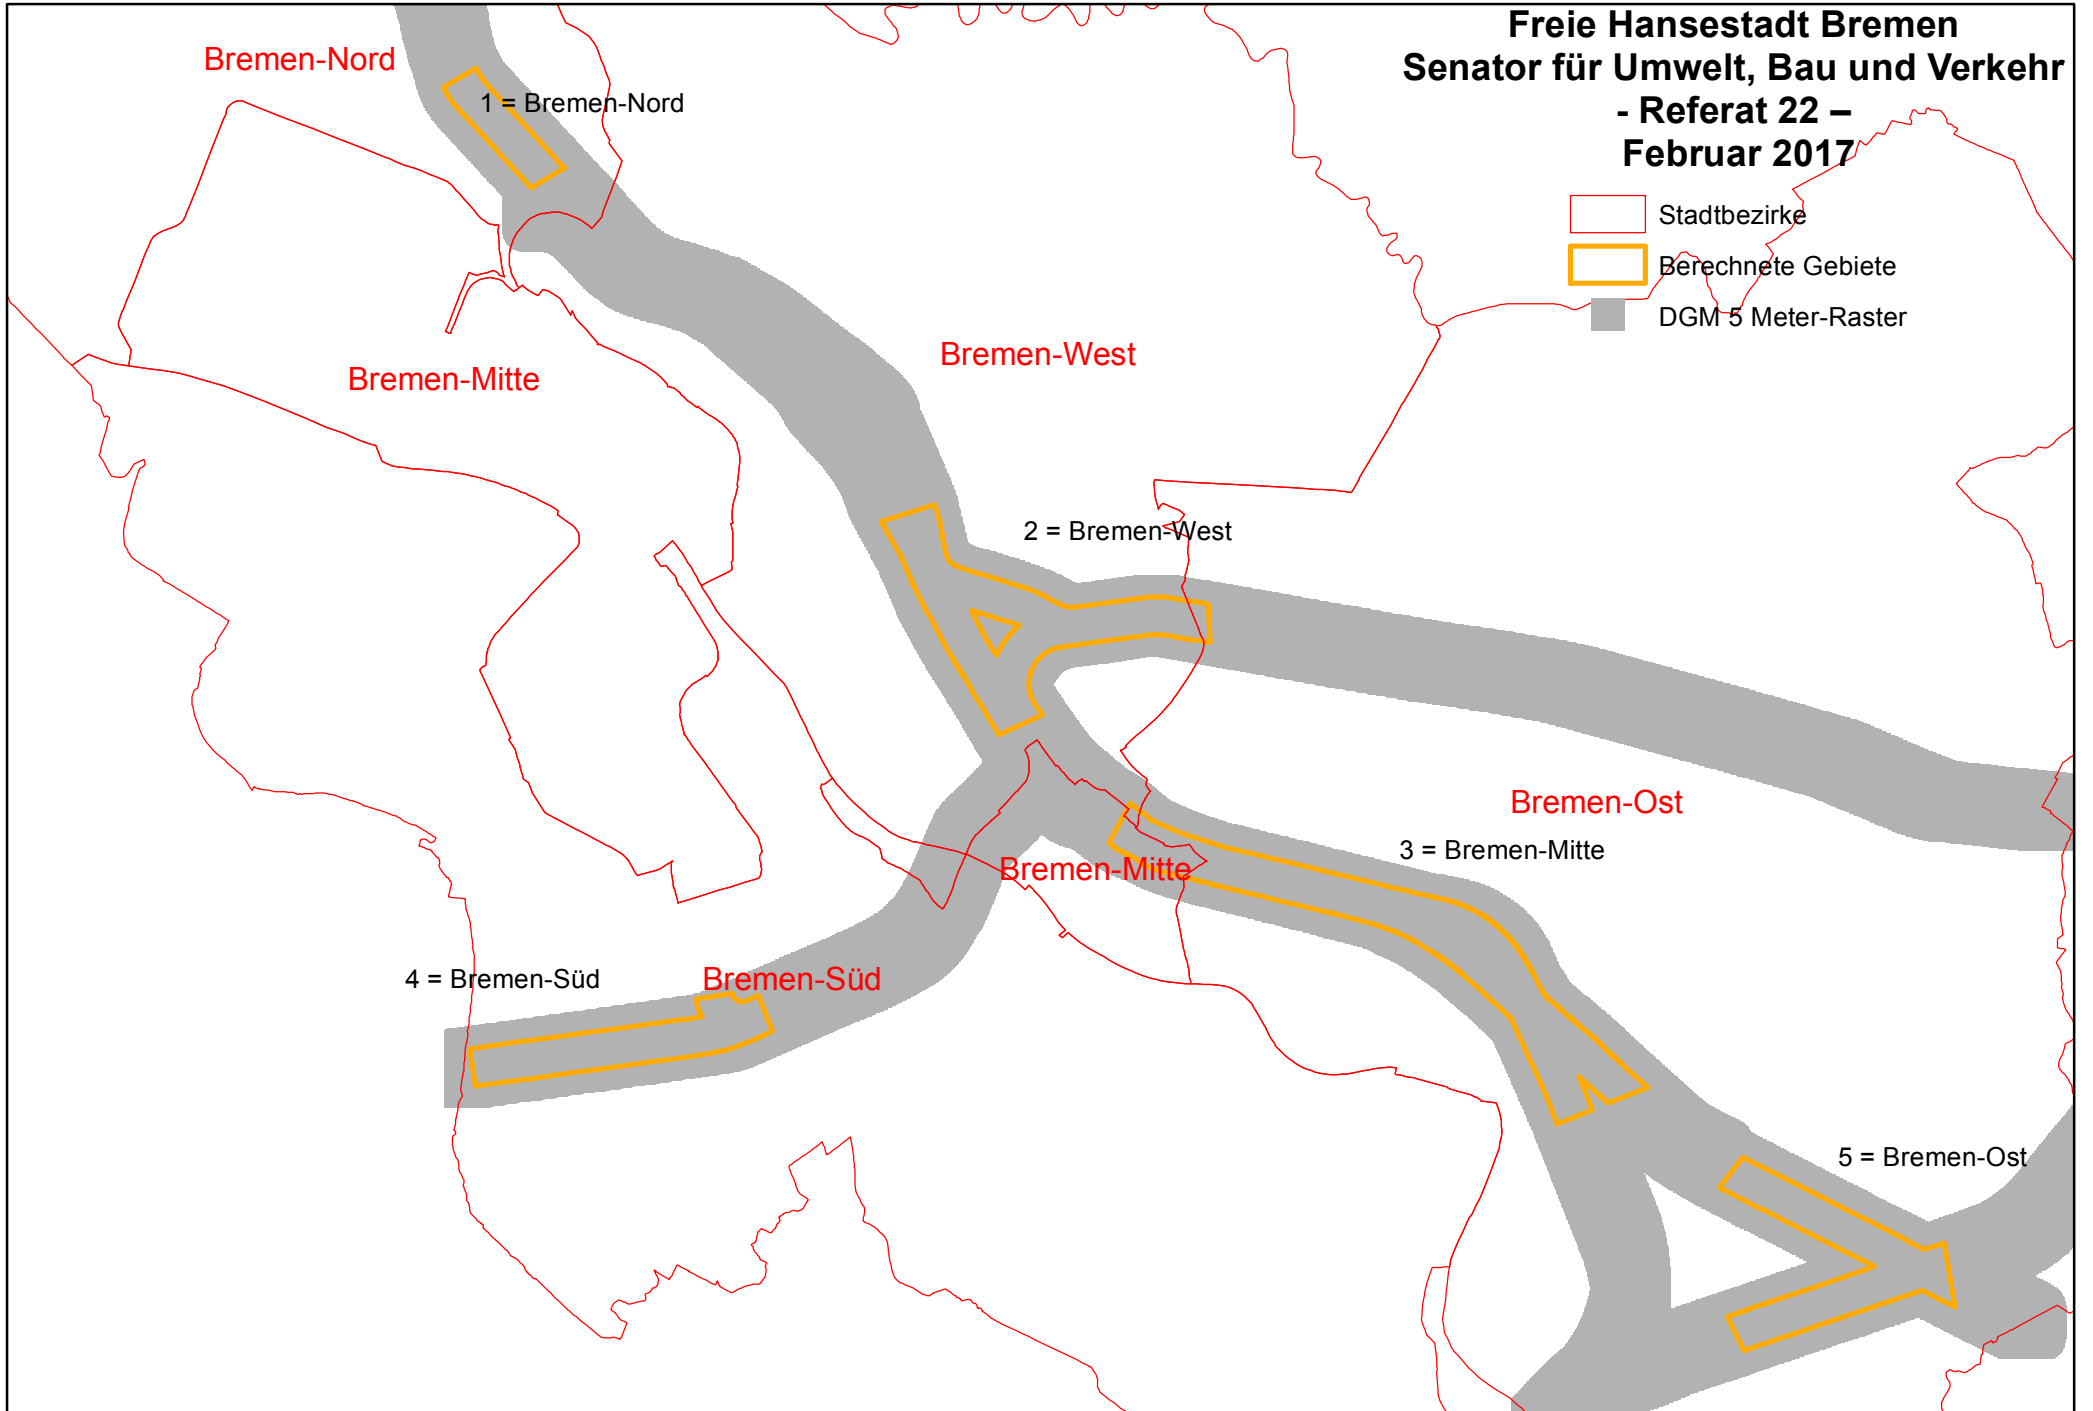 Freie Hansestadt Bremen
Senator für Umwelt, Bau und Verkehr
- Referat 22 –
Februar 2017
Stadtbezirke
Berechnete Gebiete
DGM 5 Meter-Raster
Bremen-Nord
1 = Bremen-Nord
Bremen-West
Bremen-Mitte
2 = Bremen-West
Bremen-Ost
3 = Bremen-Mitte
Bremen-Mitte
4 = Bremen-Süd
Bremen-Süd
5 = Bremen-Ost